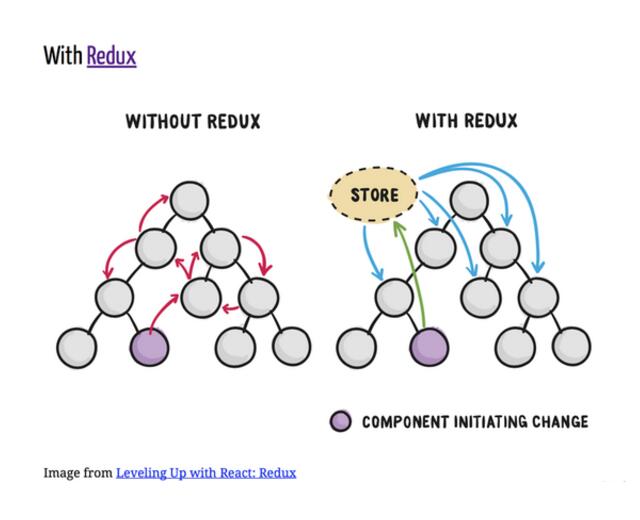 With Redux
WITHOUT REDUX
WITH REDUX
STORE
COMPONENT INITIATING CHANGE
Image from Leveling Up with React: Redux